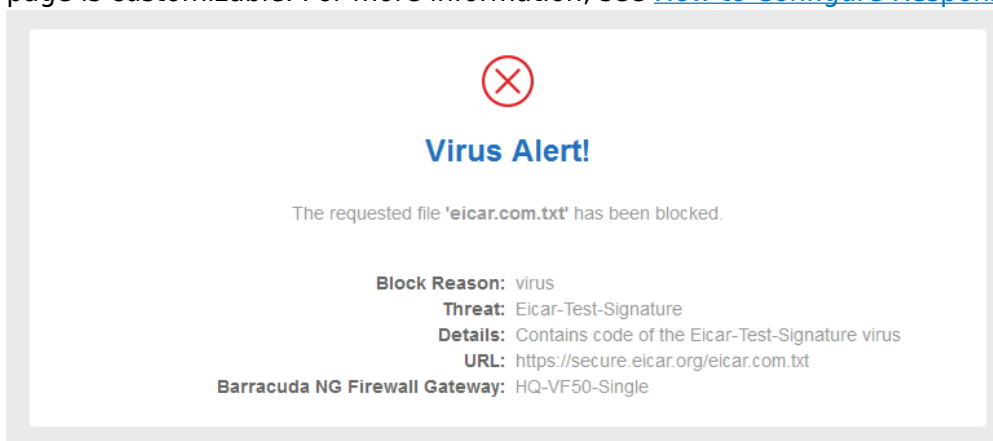 page is customizable. For more information, see How to Configure Respon
Virus Alert!
The requested file 'eicar.com.txt' has been blocked.
Block Reason: virus
Threat: Eicar-Test-Signature
Details: Contains code of the Eicar-Test-Signature virus
URL: https://secure.eicar.org/eicar.com.txt
Barracuda NG Firewall Gateway: HQ-VF50-Single